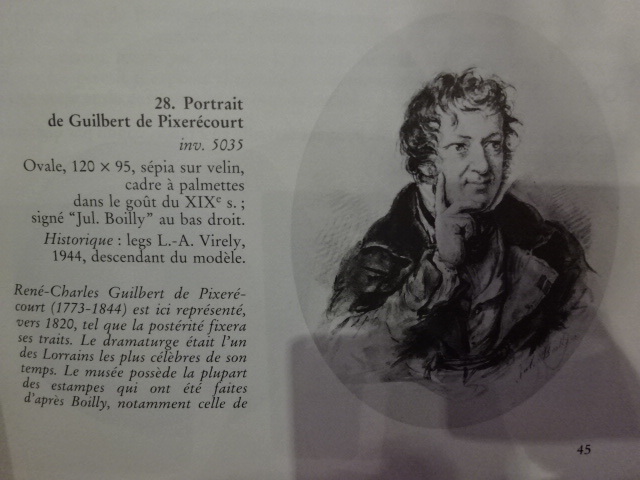 28. Portrait
de Guilbert de Pixerécourt
inv. 5035
Ovale, 120 × 95, sépia sur velin,
cadre à palmettes
dans le goût du XIXe s. ;
signé “Jul. Boilly” au bas droit.
Historique : legs L.-A. Virely,
1944, descendant du modèle.
René-Charles Guilbert de Pixeré-
court (1773-1844) est ici représenté,
vers 1820, tel que la postérité fixera
ses traits. Le dramaturge était l’un
des Lorrains les plus célèbres de son
temps. Le musée possède la plupart
des estampes qui ont été faites
d’après Boilly, notamment celle de
45